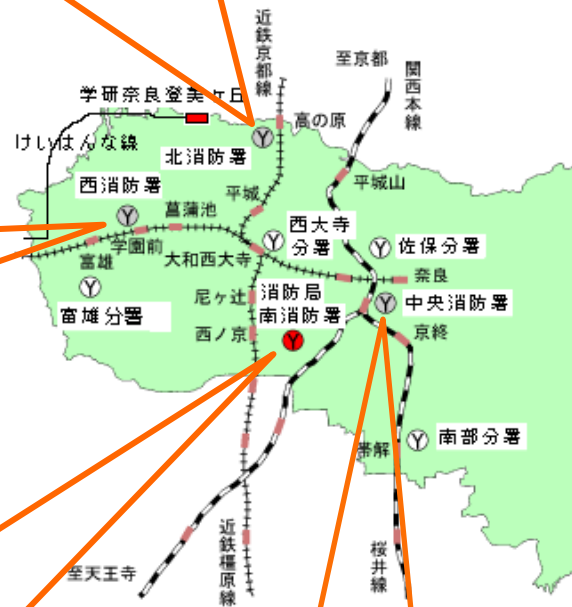 近鉄京都線
至京都
関西本線
学研奈良登美ヶ丘
高の原
けいはんな線
北消防署
西消防署
平城
平城山
菖蒲池
西大寺
分署
佐保分署
学園前
富雄
大和西大寺
奈良
富雄分署
尼ヶ辻
消防局
南消防署
中央消防署
西ノ京
京終
南部分署
帯解
近鉄橿原線
桜井線
至天王寺